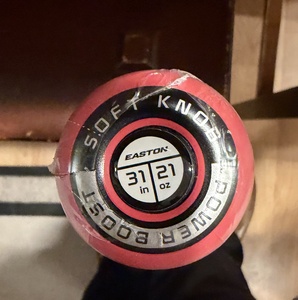 SOFT KNOB
EASTON
31 21
in oz
POWER BOOST